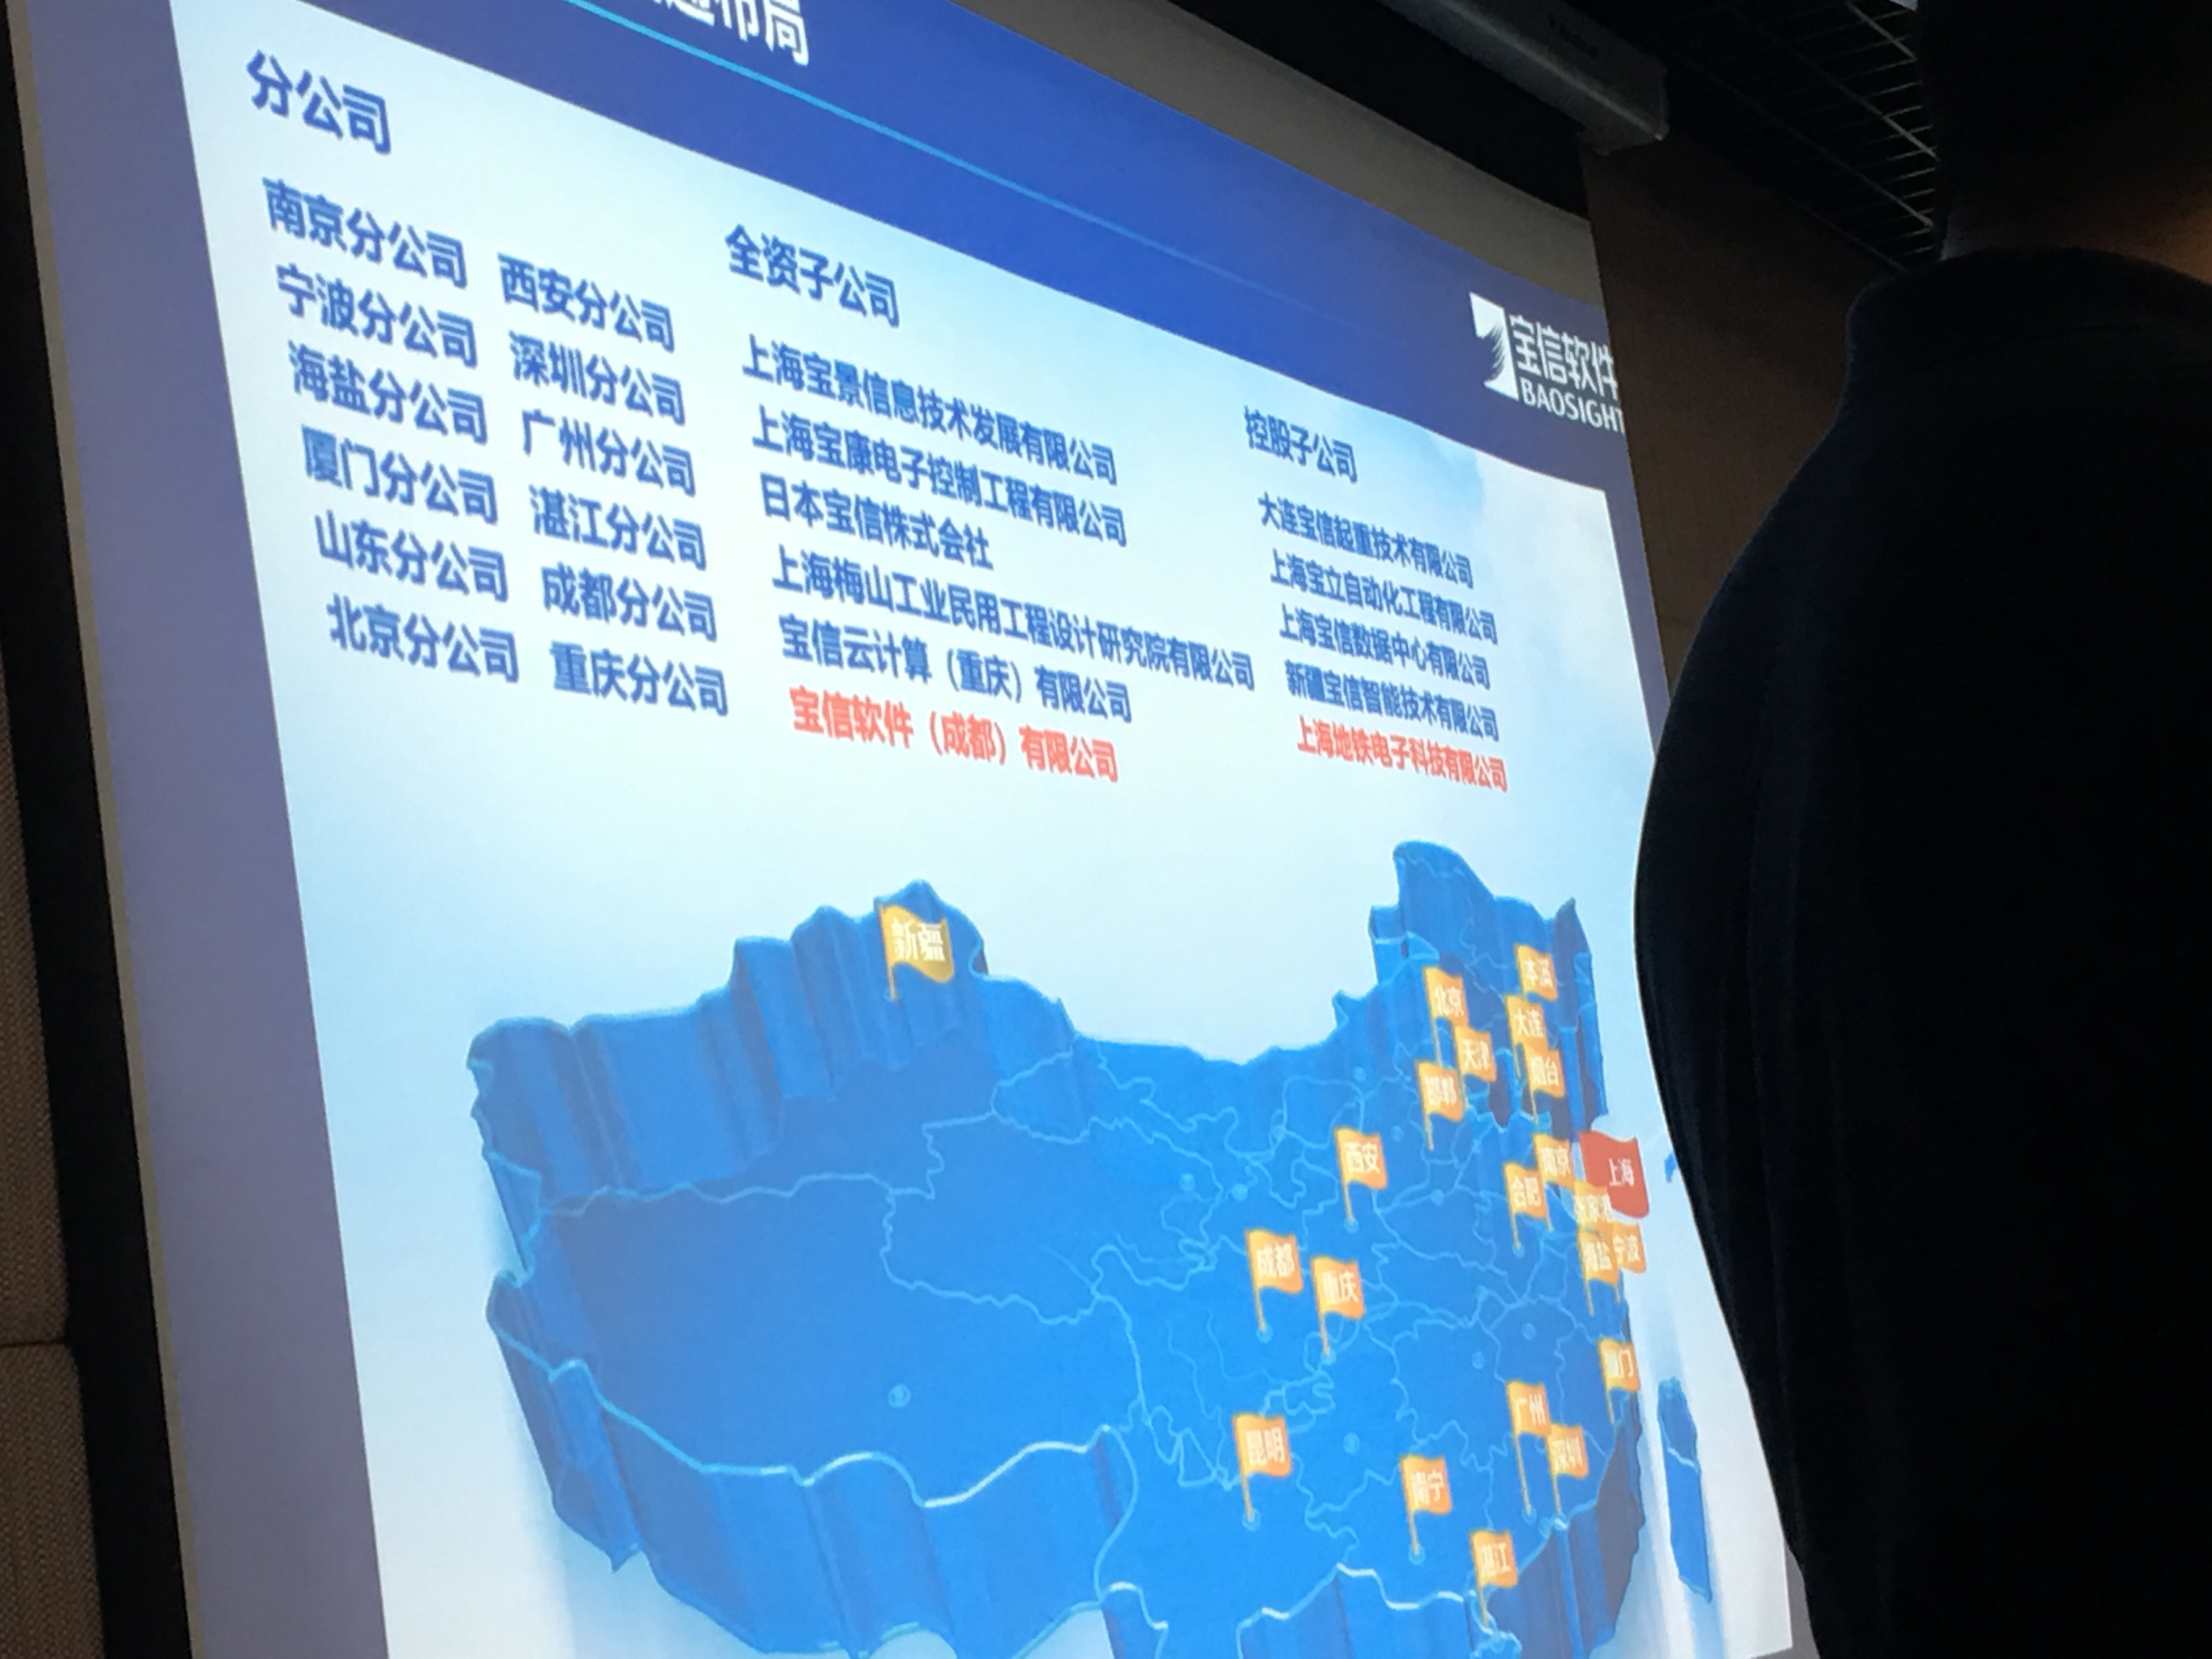 布局
宝信软件
BAOSIGHT
分公司
南京分公司 西安分公司
宁波分公司 深圳分公司
海盐分公司 广州分公司
厦门分公司 湛江分公司
山东分公司 成都分公司
北京分公司 重庆分公司
全资子公司
上海宝景信息技术发展有限公司
上海宝康电子控制工程有限公司
日本宝信株式会社
上海梅山工业民用工程设计研究院有限公司
宝信云计算（重庆）有限公司
宝信软件（成都）有限公司
控股子公司
大连宝信起重技术有限公司
上海宝立自动化工程有限公司
上海宝信数据中心有限公司
新疆宝信智能技术有限公司
上海地铁电子科技有限公司
新疆
本溪
北京
大连
天津
烟台
邯郸
西安
南京
上海
合肥
海盐
宁波
成都
重庆
厦门
广州
昆明
深圳
南宁
湛江